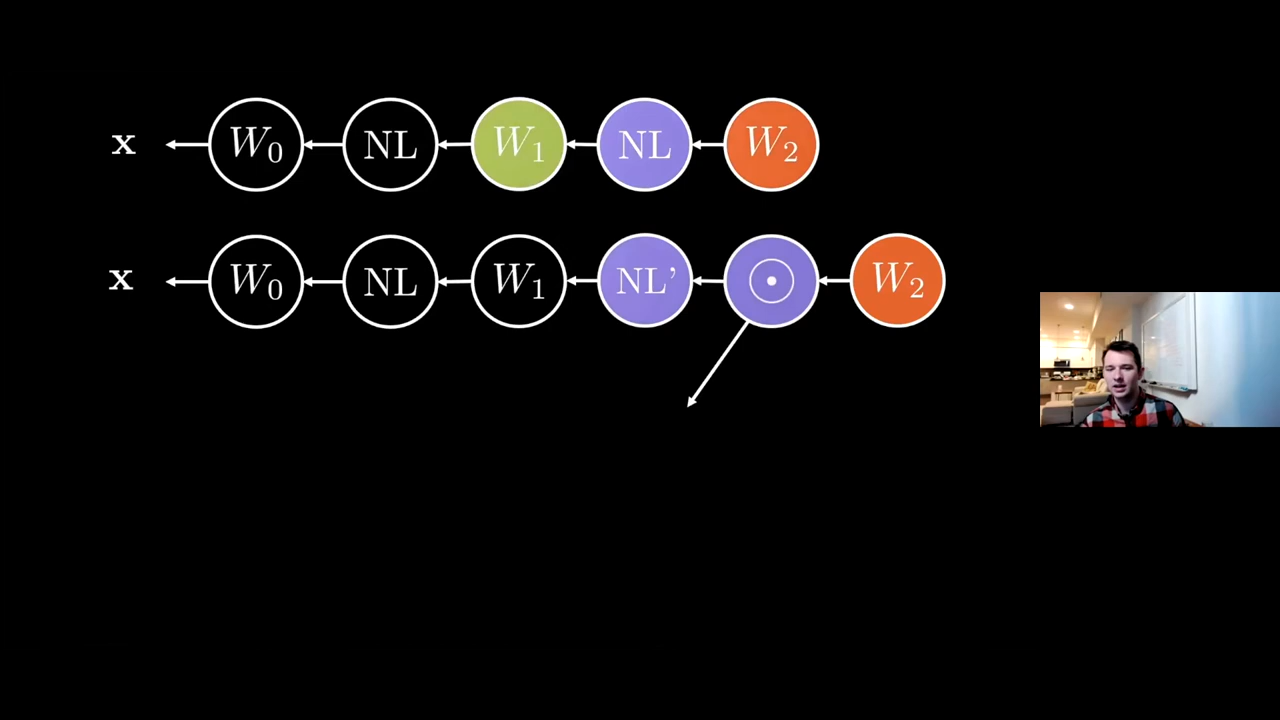 x W₀ NL W₁ NL W₂
x W₀ NL W₁ NL' ⊙ W₂